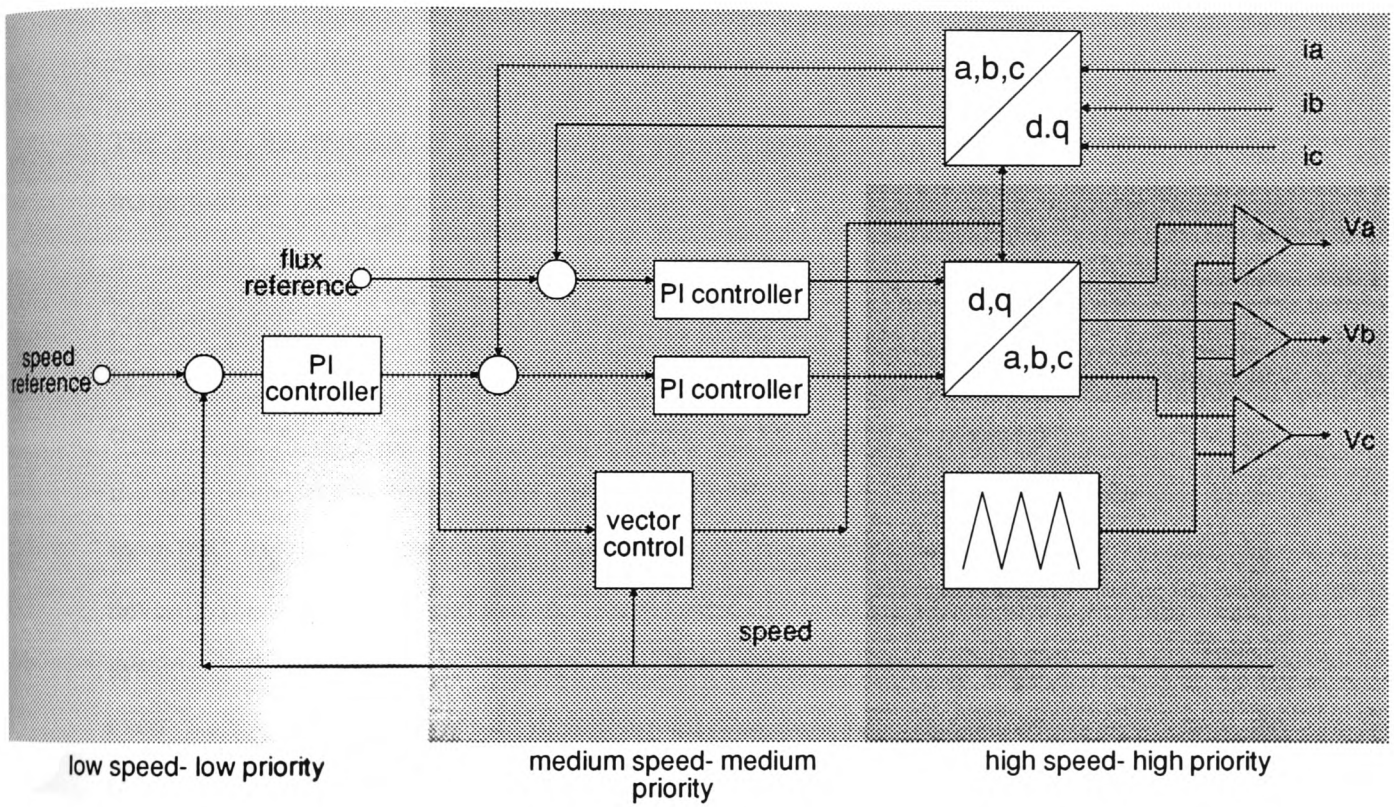 a,b,c
d.q
ia
ib
ic
flux
reference
PI controller
d,q
a,b,c
Va
Vb
Vc
speed
reference
PI
controller
PI controller
vector
control
speed
low speed- low priority
medium speed- medium
priority
high speed- high priority